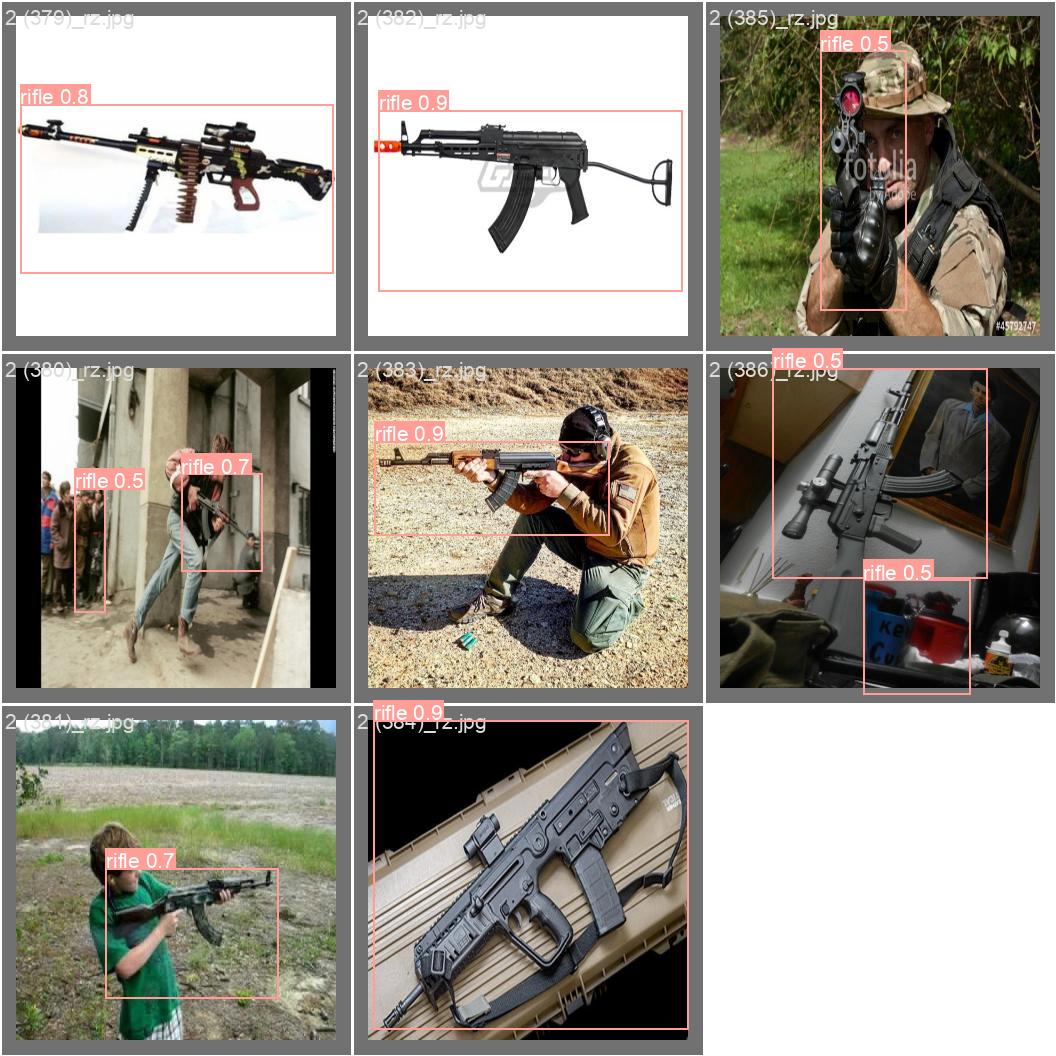 2 (379)_rz.jpg
rifle 0.8
2 (382)_rz.jpg
rifle 0.9
2 (385)_rz.jpg
rifle 0.5
fotolia
by Adobe
#45792747
2 (380)_rz.jpg
rifle 0.5
rifle 0.7
2 (383)_rz.jpg
rifle 0.9
2 (386)_rz.jpg
rifle 0.5
rifle 0.5
2 (381)_rz.jpg
rifle 0.7
2 (384)_rz.jpg
rifle 0.9